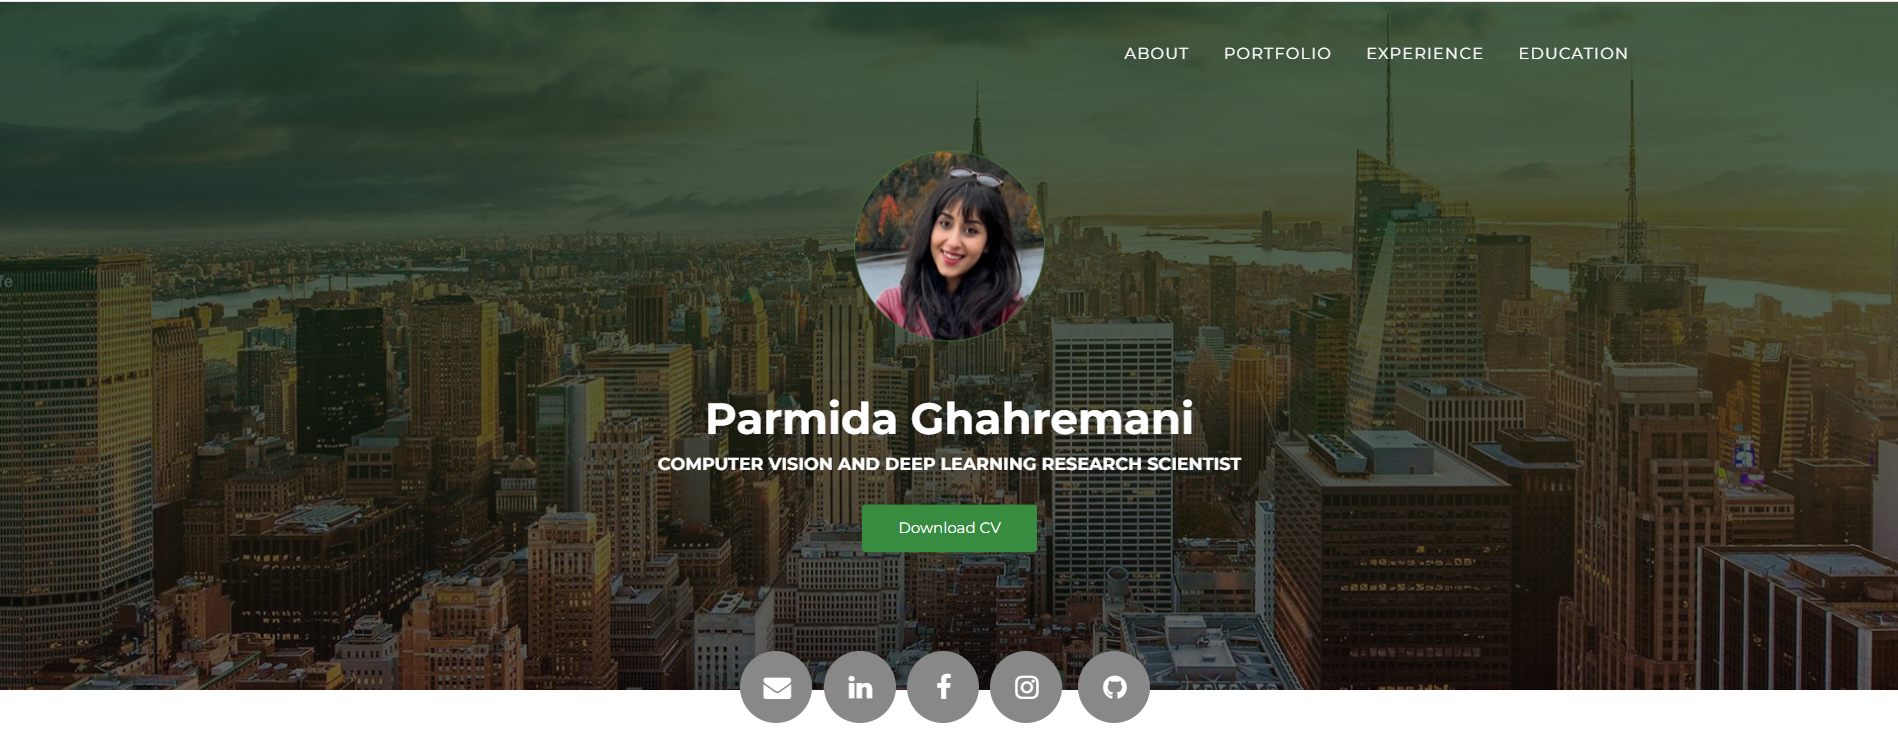 ABOUT PORTFOLIO EXPERIENCE EDUCATION
Parmida Ghahremani
COMPUTER VISION AND DEEP LEARNING RESEARCH SCIENTIST
Download CV